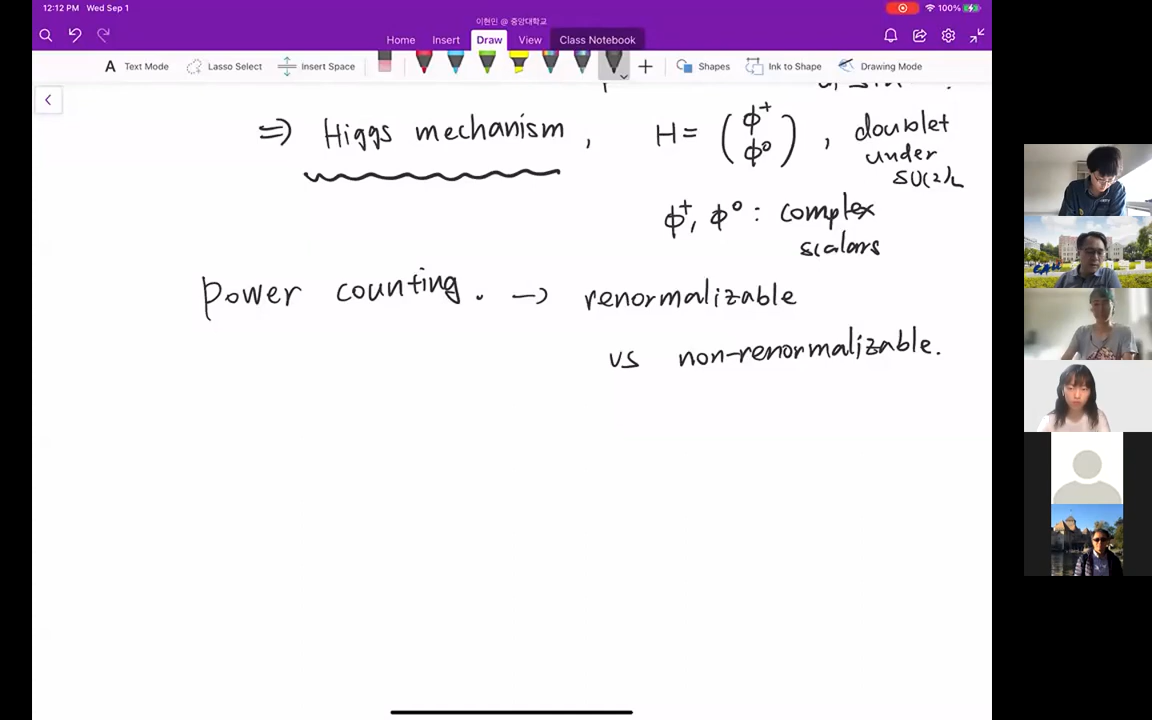 12:12 PM Wed Sep 1
100%
이현민 @ 중앙대학교
Home Insert Draw View Class Notebook
Text Mode Lasso Select Insert Space Shapes Ink to Shape Drawing Mode
⇒ Higgs mechanism, H = (ϕ⁺ ϕ⁰), doublet under SU(2)L
ϕ⁺, ϕ⁰ : complex scalars
Power counting. → renormalizable
vs non-renormalizable.